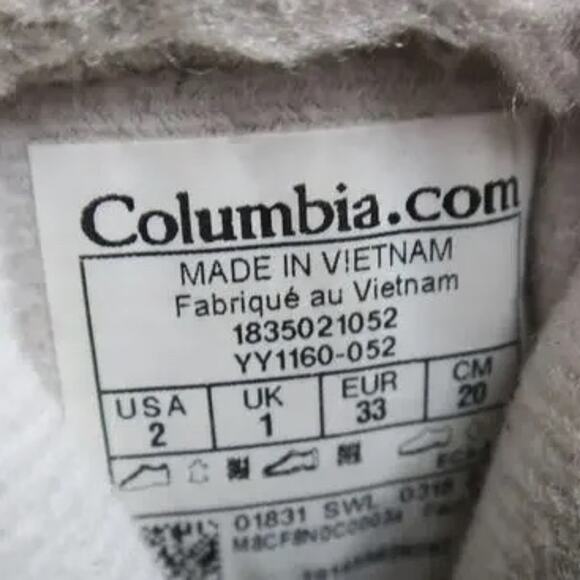 Columbia.com
MADE IN VIETNAM
Fabriqué au Vietnam
1835021052
YY1160-052
USA UK EUR CM
2 1 33 20
01831 SWL 0318